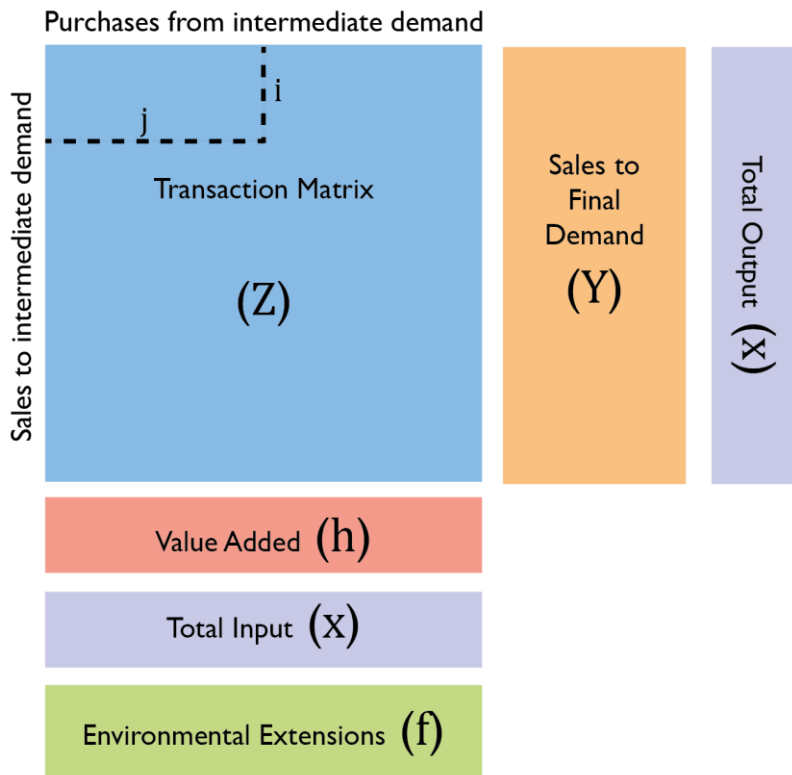 Purchases from intermediate demand
Sales to intermediate demand
i
j
Transaction Matrix
(Z)
Sales to
Final
Demand
(Y)
Total Output (x)
Value Added (h)
Total Input (x)
Environmental Extensions (f)